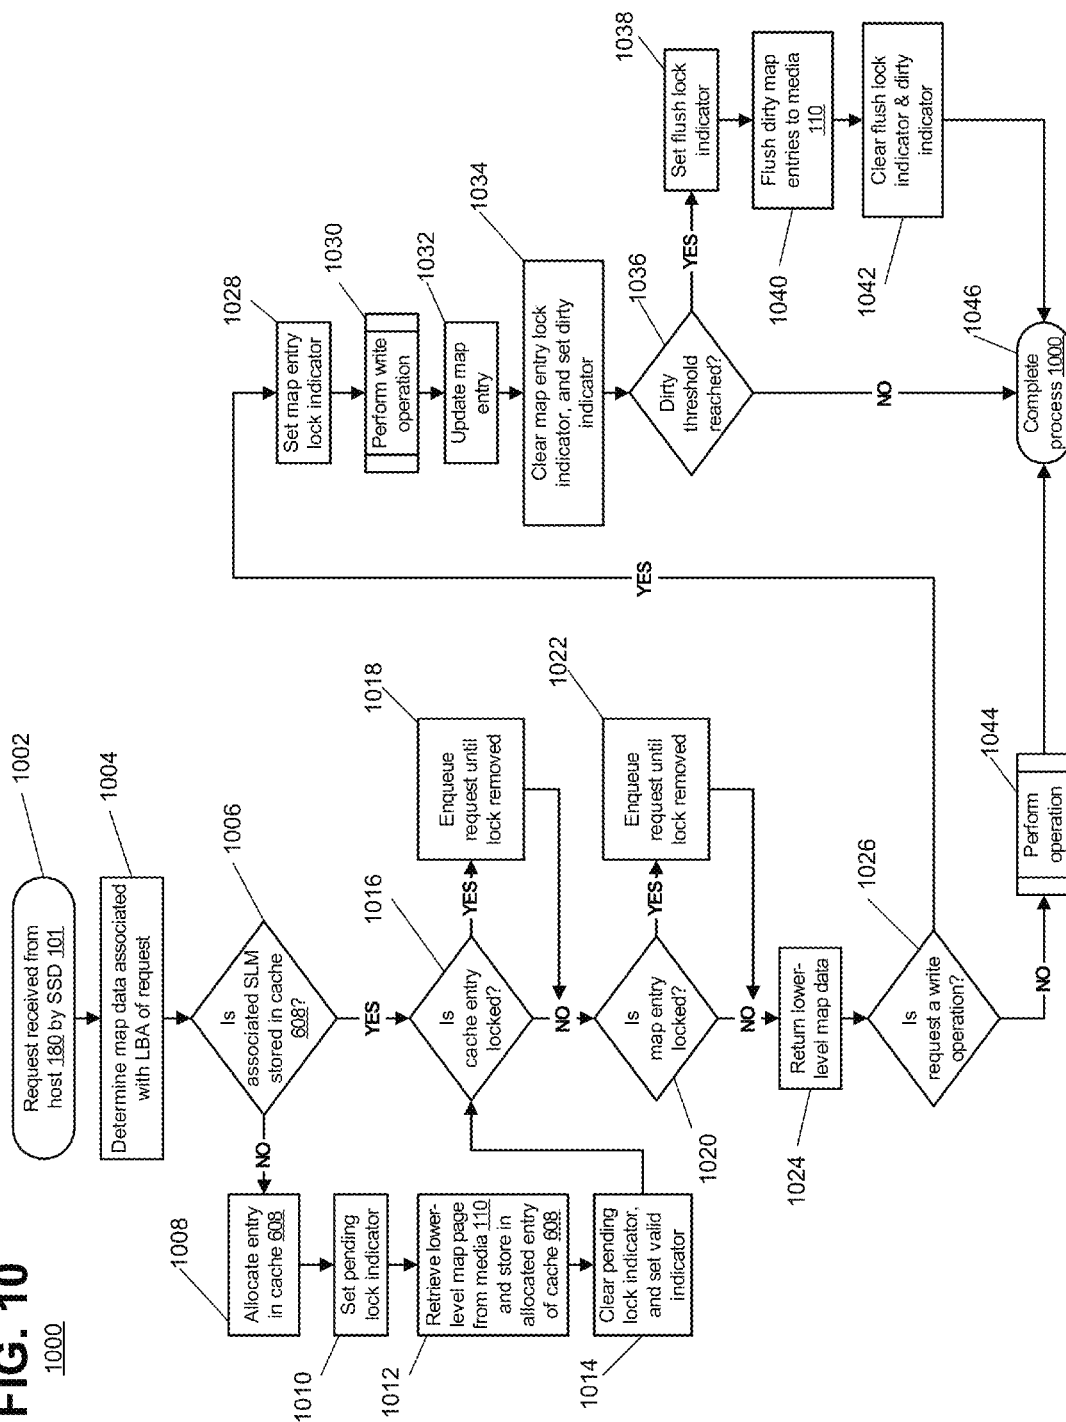 FIG. 10
1000
Request received from
host 180 by SSD 101
1002
Determine map data associated
with LBA of request
1004
Is
associated SLM
stored in cache
608?
1006
NO
YES
Allocate entry
in cache 608
1008
Set pending
lock indicator
1010
Retrieve lower-
level map page
from media 110
and store in
allocated entry
of cache 608
1012
Clear pending
lock indicator,
and set valid
indicator
1014
Is
cache entry
locked?
1016
YES
Enqueue
request until
lock removed
1018
NO
Is
map entry
locked?
1020
YES
Enqueue
request until
lock removed
1022
NO
Return lower-
level map data
1024
Is
request a write
operation?
1026
YES
NO
Set map entry
lock indicator
1028
Perform write
operation
1030
Update map
entry
1032
Clear map entry lock
indicator, and set dirty
indicator
1034
Dirty
threshold
reached?
1036
YES
NO
Set flush lock
indicator
1038
Flush dirty map
entries to media
110
1040
Clear flush lock
indicator & dirty
indicator
1042
Perform
operation
1044
Complete
process 1000
1046